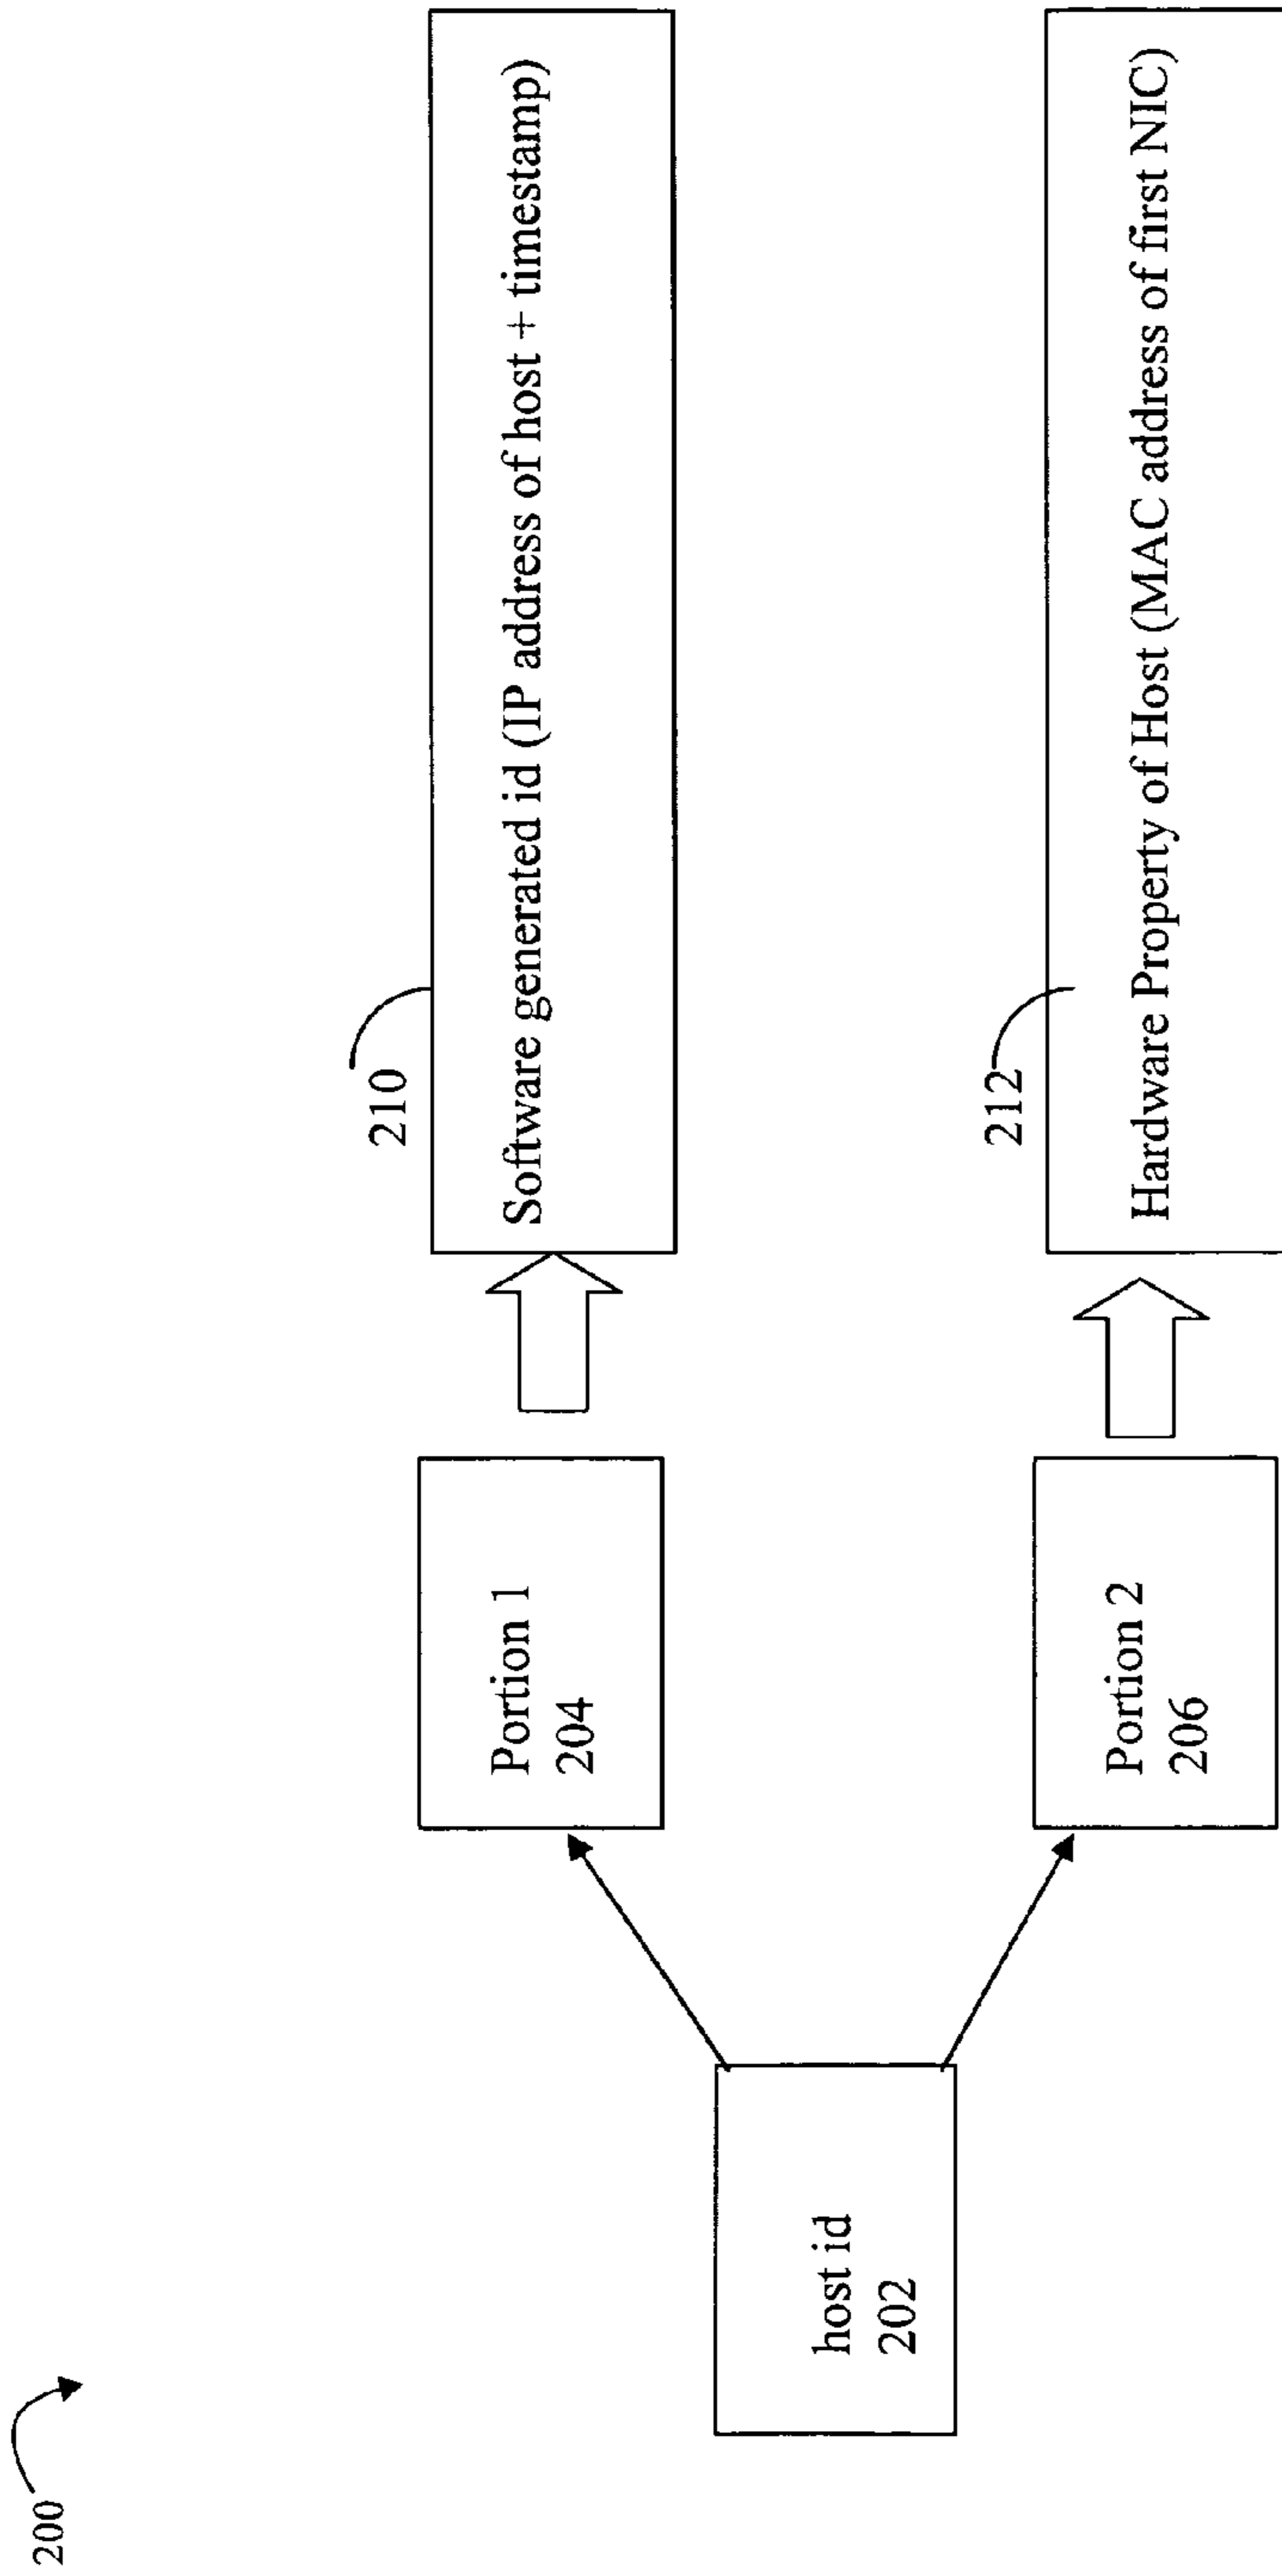 200
host id
202
Portion 1
204
Portion 2
206
210
Software generated id (IP address of host + timestamp)
212
Hardware Property of Host (MAC address of first NIC)